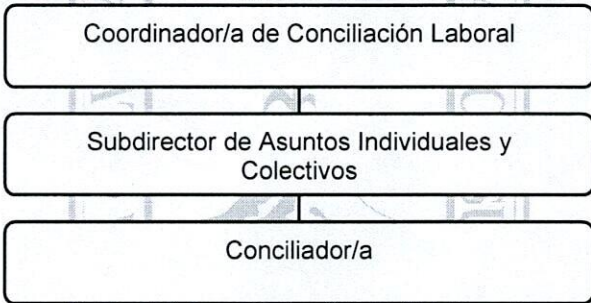 Coordinador/a de Conciliación Laboral
Subdirector de Asuntos Individuales y
Colectivos
Conciliador/a